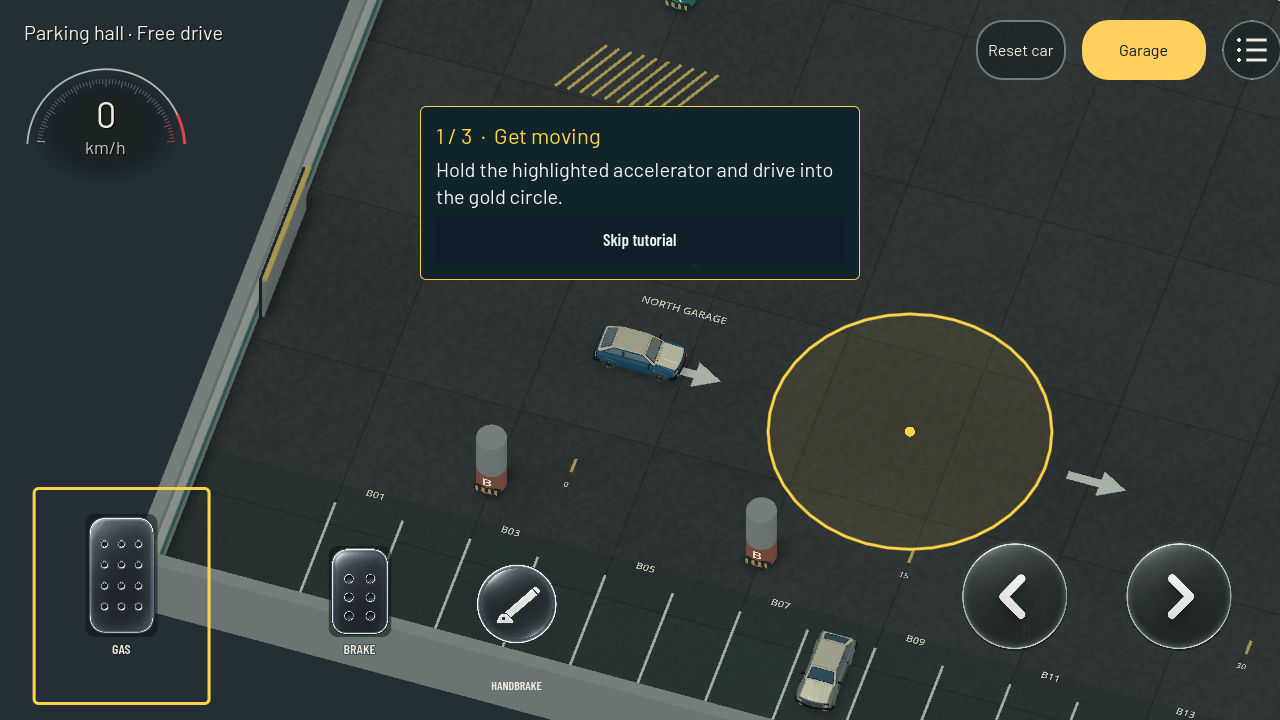 Parking hall · Free drive
Reset car
Garage
0
km/h
1 / 3 · Get moving
Hold the highlighted accelerator and drive into
the gold circle.
Skip tutorial
NORTH GARAGE
B
0
B
15
30
B01
B03
B05
B07
B09
B11
B13
GAS
BRAKE
HANDBRAKE